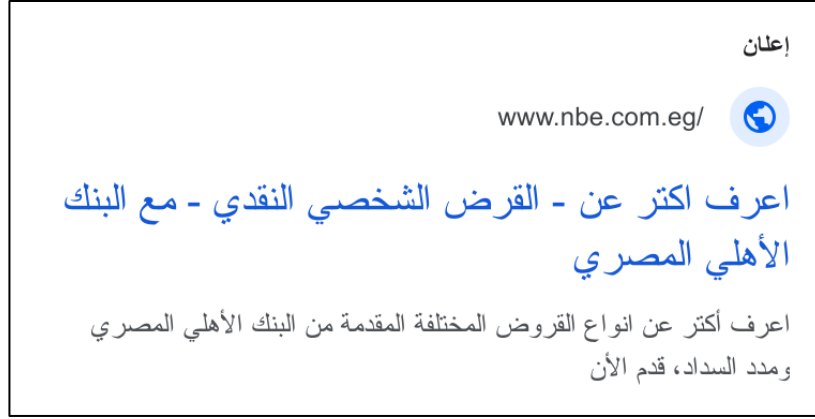 إعلان
www.nbe.com.eg/
اعرف اكتر عن - القرض الشخصي النقدي - مع البنك
الأهلي المصري
اعرف أكتر عن انواع القروض المختلفة المقدمة من البنك الأهلي المصري
ومدد السداد، قدم الأن